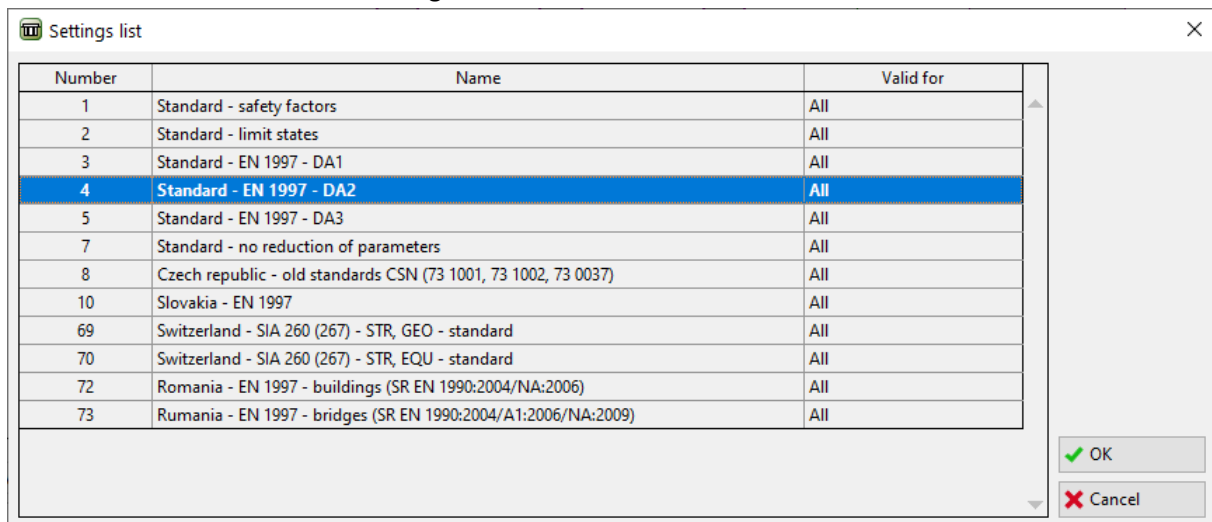 Settings list
Number Name Valid for
1 Standard - safety factors All
2 Standard - limit states All
3 Standard - EN 1997 - DA1 All
4 Standard - EN 1997 - DA2 All
5 Standard - EN 1997 - DA3 All
7 Standard - no reduction of parameters All
8 Czech republic - old standards CSN (73 1001, 73 1002, 73 0037) All
10 Slovakia - EN 1997 All
69 Switzerland - SIA 260 (267) - STR, GEO - standard All
70 Switzerland - SIA 260 (267) - STR, EQU - standard All
72 Romania - EN 1997 - buildings (SR EN 1990:2004/NA:2006) All
73 Rumania - EN 1997 - bridges (SR EN 1990:2004/A1:2006/NA:2009) All
OK
Cancel